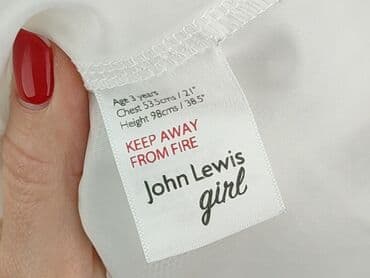 Age 3 years
Chest 53.5cms / 21"
Height 98cms / 38.5"
KEEP AWAY
FROM FIRE
John Lewis
girl